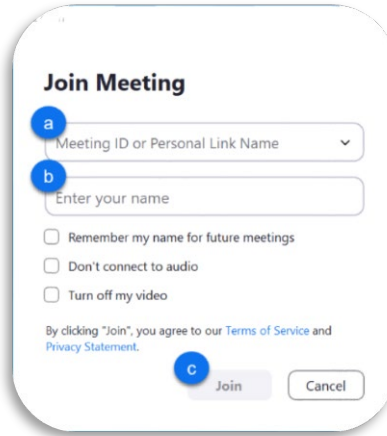 Join Meeting
a
Meeting ID or Personal Link Name
b
Enter your name
Remember my name for future meetings
Don't connect to audio
Turn off my video
By clicking "Join", you agree to our Terms of Service and
Privacy Statement.
c
Join Cancel